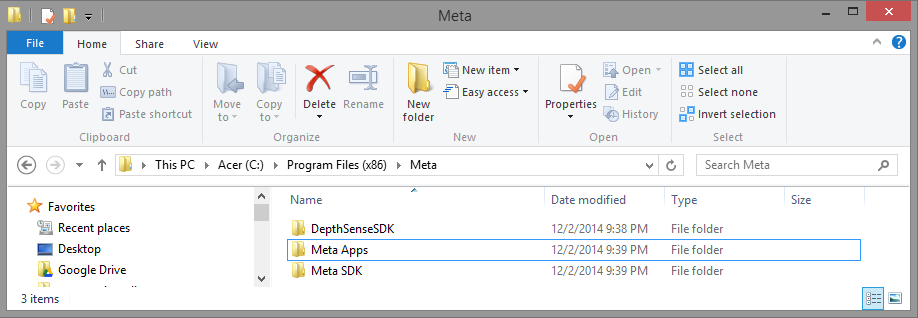 Meta
File Home Share View
Copy
Paste
Cut
Copy path
Paste shortcut
Clipboard
Move to
Copy to
Delete
Rename
Organize
New folder
New item
Easy access
New
Properties
Open
Edit
History
Open
Select all
Select none
Invert selection
Select
This PC Acer (C:) Program Files (x86) Meta
Search Meta
Favorites
Recent places
Desktop
Google Drive
Name Date modified Type Size
DepthSenseSDK 12/2/2014 9:38 PM File folder
Meta Apps 12/2/2014 9:39 PM File folder
Meta SDK 12/2/2014 9:39 PM File folder
3 items